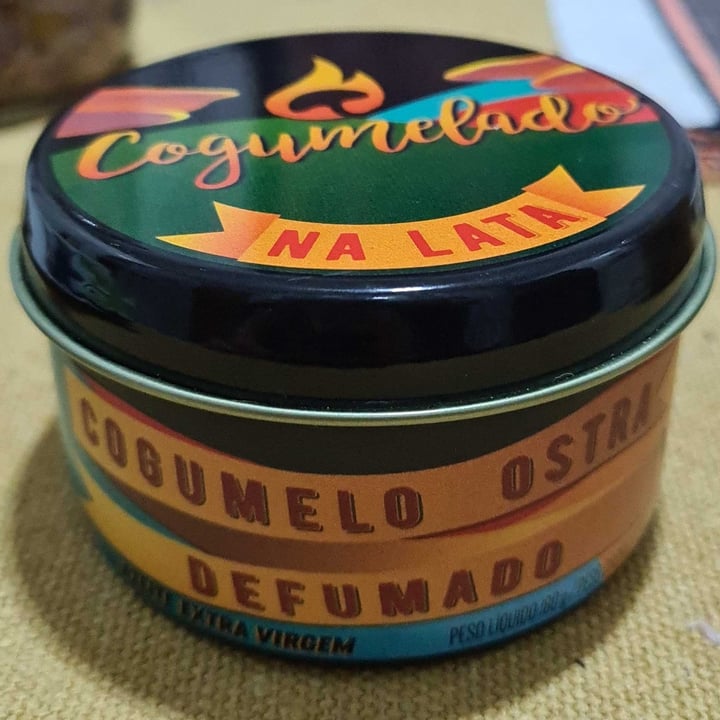 Cogumelado
NA LATA
COGUMELO OSTRA
DEFUMADO
EXTRA VIRGEM
PESO LÍQUIDO